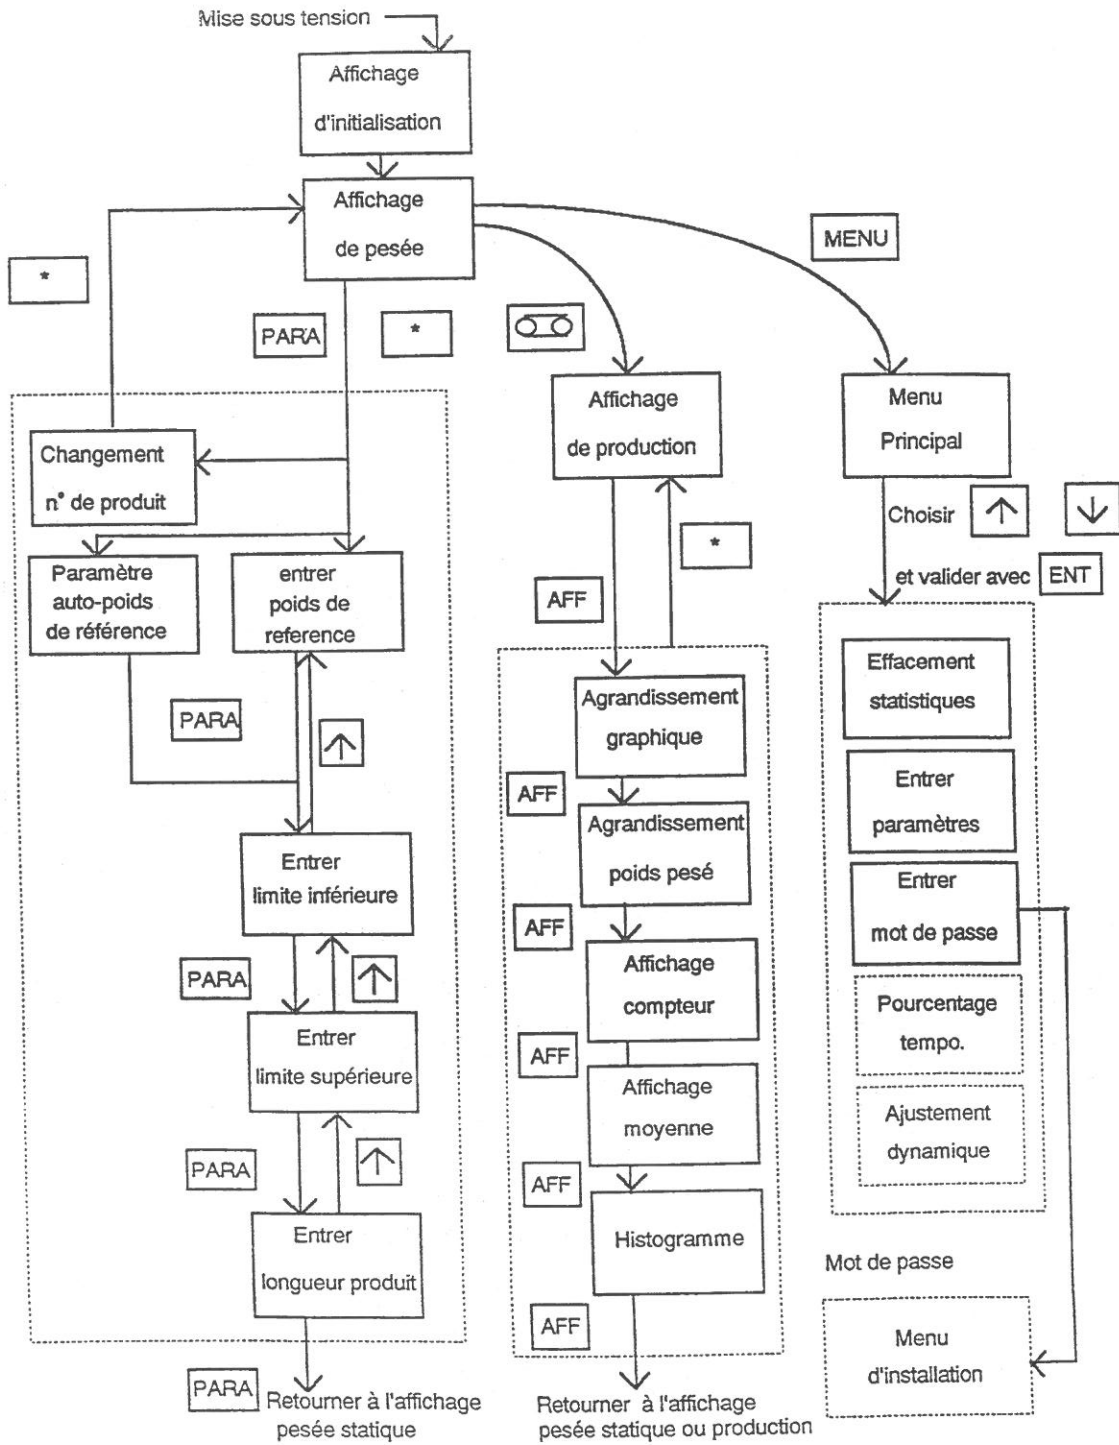 Mise sous tension
Affichage
d'initialisation
Affichage
de pesée
MENU
*
PARA
*
Affichage
de production
Menu
Principal
Changement
n° de produit
Choisir
*
et valider avec
ENT
Paramètre
auto-poids
de référence
entrer
poids de
reference
AFF
Effacement
statistiques
Agrandissement
graphique
PARA
AFF
Entrer
paramètres
Agrandissement
poids pesé
Entrer
limite inférieure
Entrer
mot de passe
AFF
PARA
Affichage
compteur
Pourcentage
tempo.
Entrer
limite supérieure
AFF
Affichage
moyenne
Ajustement
dynamique
PARA
AFF
Entrer
longueur produit
Histogramme
Mot de passe
AFF
Menu
d'installation
PARA
Retourner à l'affichage
pesée statique
Retourner à l'affichage
pesée statique ou production